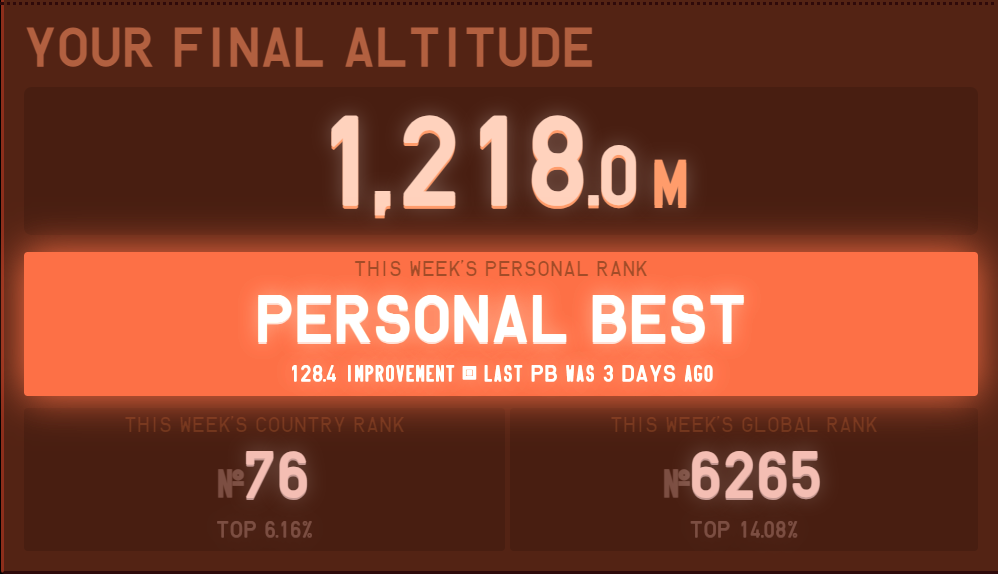 YOUR FINAL ALTITUDE
1,218.0 M
THIS WEEK'S PERSONAL RANK
PERSONAL BEST
128.4 IMPROVEMENT LAST PB WAS 3 DAYS AGO
THIS WEEK'S COUNTRY RANK
№76
TOP 6.16%
THIS WEEK'S GLOBAL RANK
№6265
TOP 14.08%